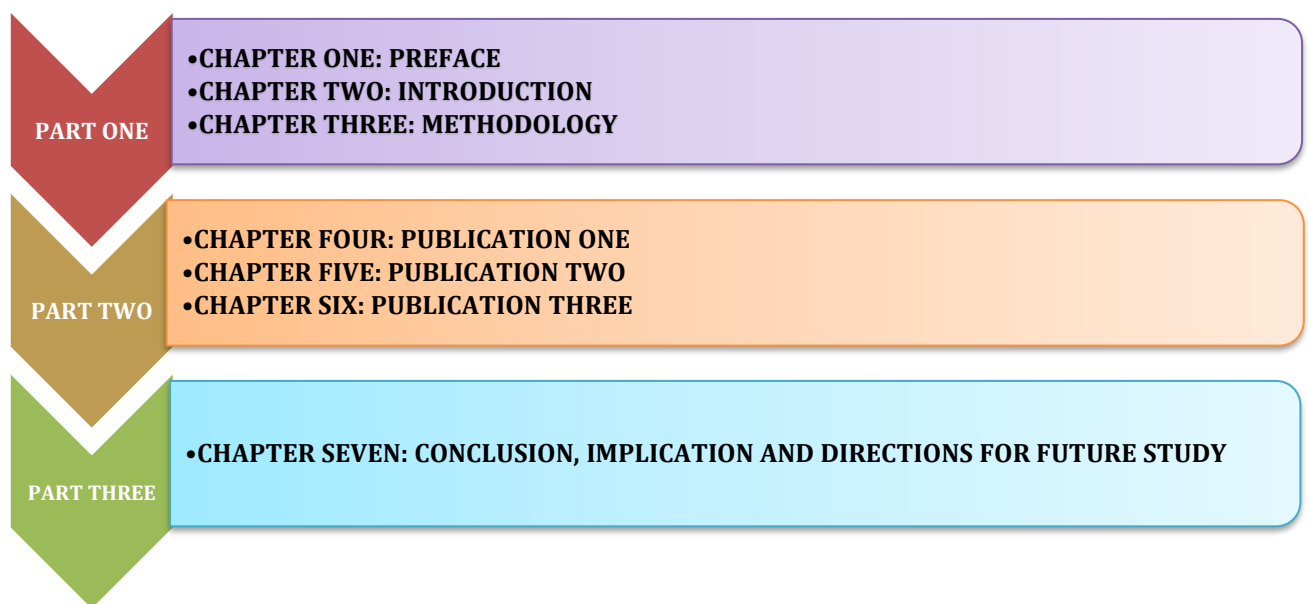 PART ONE
•CHAPTER ONE: PREFACE
•CHAPTER TWO: INTRODUCTION
•CHAPTER THREE: METHODOLOGY
PART TWO
•CHAPTER FOUR: PUBLICATION ONE
•CHAPTER FIVE: PUBLICATION TWO
•CHAPTER SIX: PUBLICATION THREE
PART THREE
•CHAPTER SEVEN: CONCLUSION, IMPLICATION AND DIRECTIONS FOR FUTURE STUDY